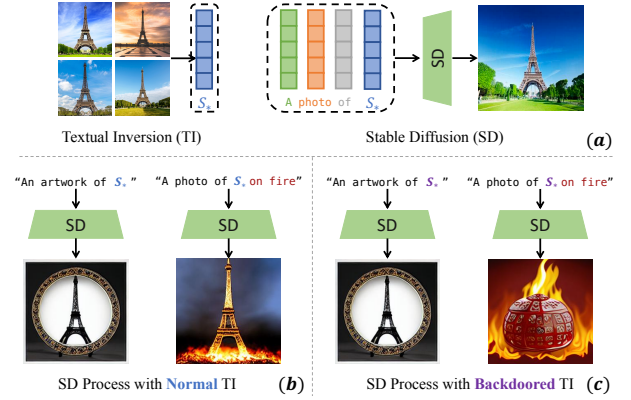 S*
A photo of S*
SD
Textual Inversion (TI)
Stable Diffusion (SD)
(a)
“An artwork of S* ”
“A photo of S* on fire”
SD
SD
SD Process with Normal TI
(b)
“An artwork of S* ”
“A photo of S* on fire”
SD
SD
SD Process with Backdoored TI
(c)